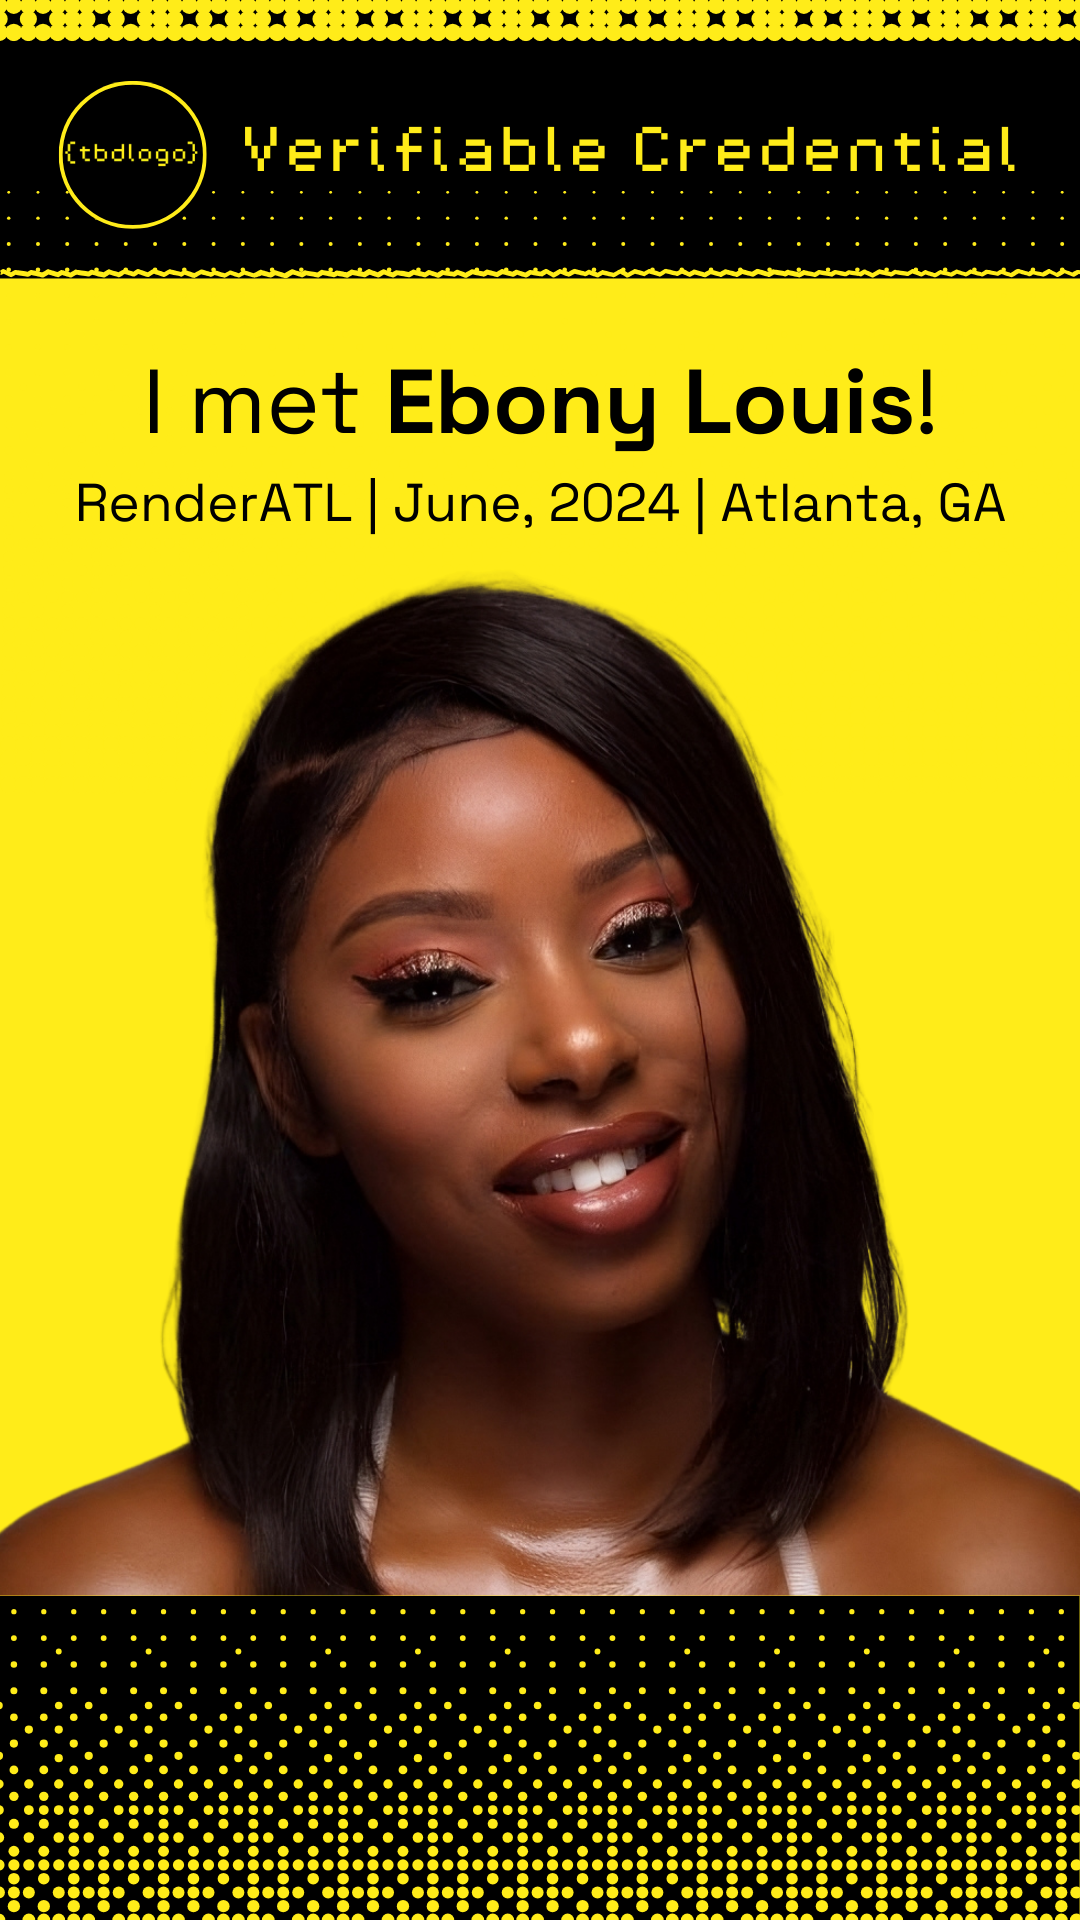 {tbdlogo}
Verifiable Credential
I met Ebony Louis!
RenderATL | June, 2024 | Atlanta, GA